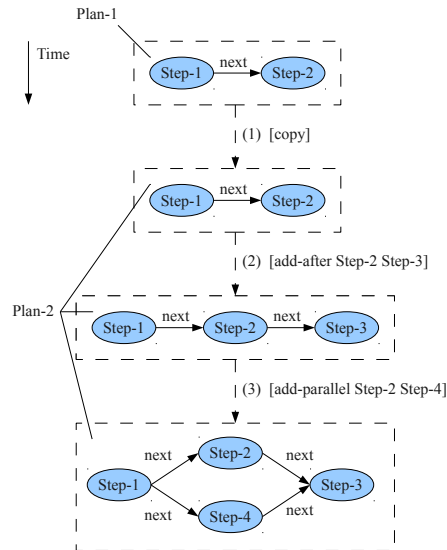 Plan-1
Time
Step-1 next Step-2
(1) [copy]
Step-1 next Step-2
(2) [add-after Step-2 Step-3]
Plan-2
Step-1 next Step-2 next Step-3
(3) [add-parallel Step-2 Step-4]
next Step-2 next
Step-1 Step-3
next Step-4 next